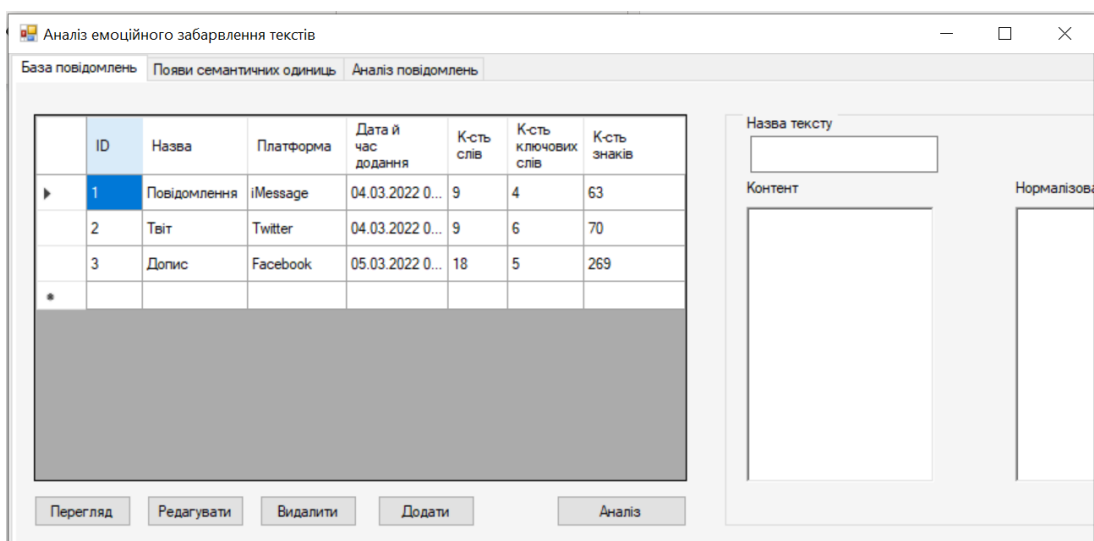 Аналіз емоційного забарвлення текстів
База повідомлень Появи семантичних одиниць Аналіз повідомлень
ID Назва Платформа Дата й час додання К-сть слів К-сть ключових слів К-сть знаків
1 Повідомлення iMessage 04.03.2022 0... 9 4 63
2 Твіт Twitter 04.03.2022 0... 9 6 70
3 Допис Facebook 05.03.2022 0... 18 5 269
Назва тексту
Контент Нормалізова
Перегляд Редагувати Видалити Додати Аналіз